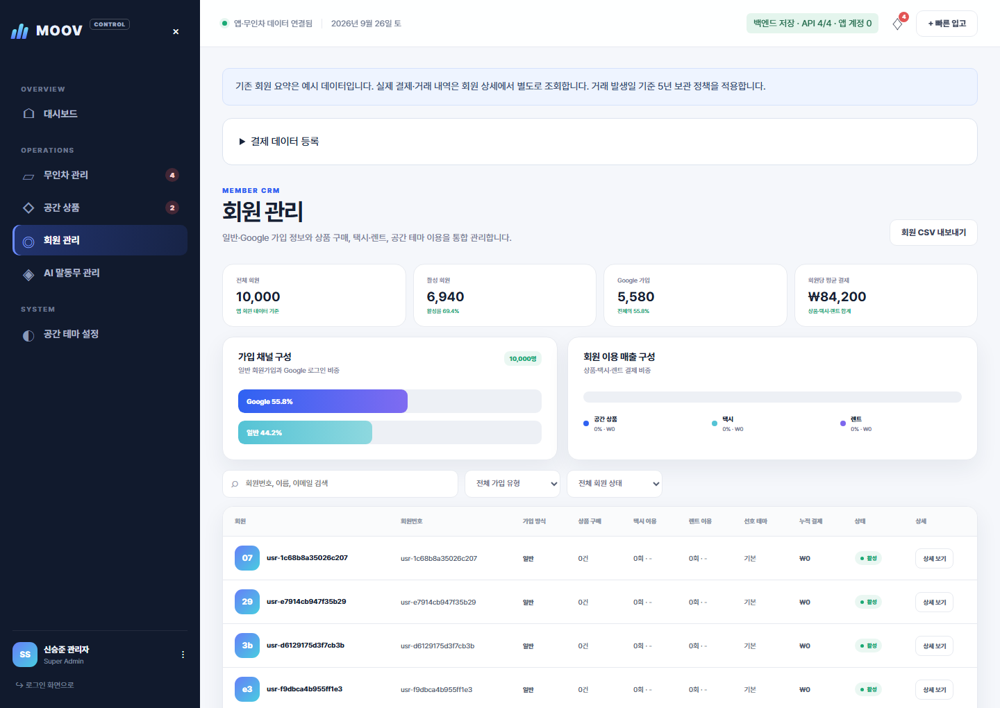 MOOV CONTROL ×
OVERVIEW
대시보드
OPERATIONS
무인차 관리 4
공간 상품 2
회원 관리
AI 말동무 관리
SYSTEM
공간 테마 설정
SS 신승준 관리자
Super Admin
로그인 화면으로
앱·무인차 데이터 연결됨 2026년 9월 26일 토 백엔드 저장 · API 4/4 · 앱 계정 0 4 + 빠른 입고
기존 회원 요약은 예시 데이터입니다. 실제 결제·거래 내역은 회원 상세에서 별도로 조회합니다. 거래 발생일 기준 5년 보관 정책을 적용합니다.
결제 데이터 등록
MEMBER CRM
회원 관리
일반·Google 가입 정보와 상품 구매, 택시·렌트, 공간 테마 이용을 통합 관리합니다.
회원 CSV 내보내기
전체 회원
10,000
앱 회원 데이터 기준
활성 회원
6,940
활성률 69.4%
Google 가입
5,580
전체의 55.8%
회원당 평균 결제
₩84,200
상품·택시·렌트 합계
가입 채널 구성
일반 회원가입과 Google 로그인 비중
10,000명
Google 55.8%
일반 44.2%
회원 이용 매출 구성
상품·택시·렌트 결제 비중
공간 상품
0% · ₩0
택시
0% · ₩0
렌트
0% · ₩0
회원번호, 이름, 이메일 검색 전체 가입 유형 전체 회원 상태
회원 회원번호 가입 방식 상품 구매 택시 이용 렌트 이용 선호 테마 누적 결제 상태 상세
07 usr-1c68b8a35026c207 usr-1c68b8a35026c207 일반 0건 0회 · - 0회 · - 기본 ₩0 활성 상세 보기
29 usr-e7914cb947f35b29 usr-e7914cb947f35b29 일반 0건 0회 · - 0회 · - 기본 ₩0 활성 상세 보기
3b usr-d6129175d3f7cb3b usr-d6129175d3f7cb3b 일반 0건 0회 · - 0회 · - 기본 ₩0 활성 상세 보기
e3 usr-f9dbca4b955ff1e3 usr-f9dbca4b955ff1e3 일반 0건 0회 · - 0회 · - 기본 ₩0 활성 상세 보기